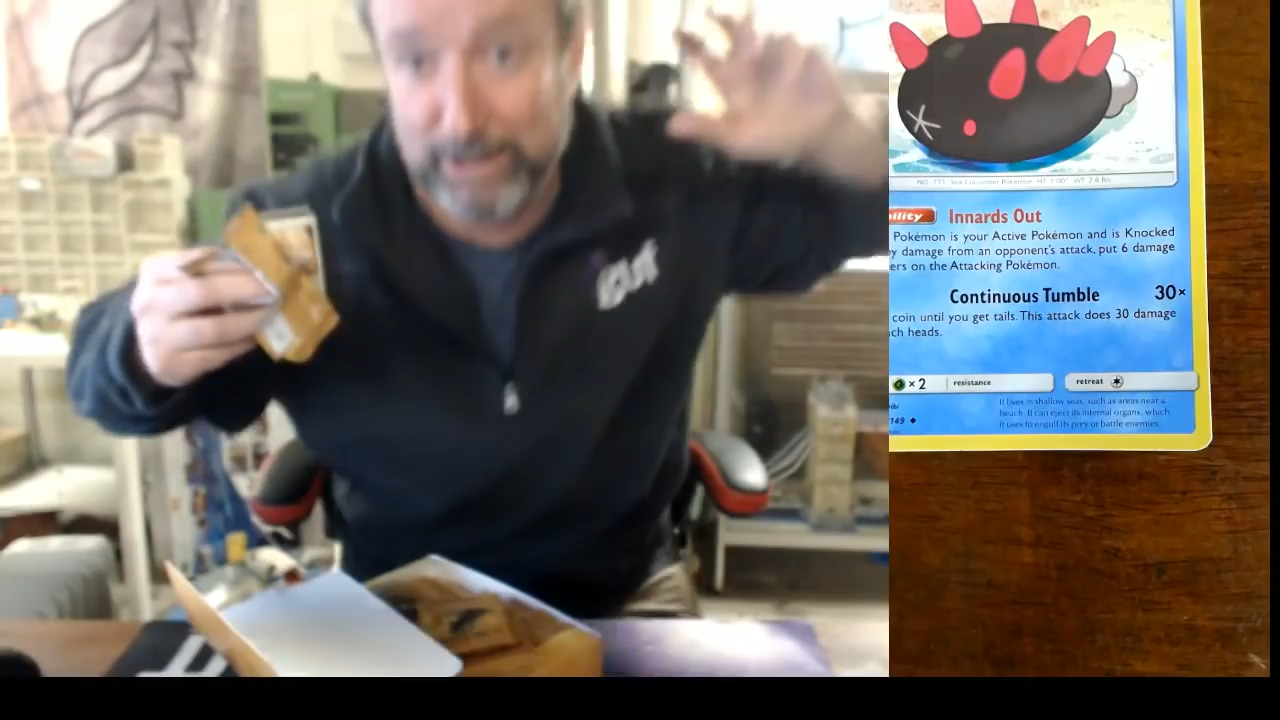 NO. 771 Sea Cucumber Pokémon HT: 1'00" WT: 2.6 lbs.
ility Innards Out
Pokémon is your Active Pokémon and is Knocked
y damage from an opponent's attack, put 6 damage
ers on the Attacking Pokémon.
Continuous Tumble 30×
coin until you get tails. This attack does 30 damage
ch heads.
×2 resistance retreat
It lives in shallow seas, such as areas near a
beach. It can eject its internal organs, which
it uses to engulf its prey or battle enemies.
149